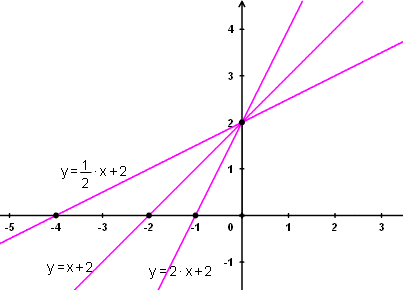 4
3
2
1
y = 1/2 · x + 2
-5 -4 -3 -2 -1 0 1 2 3
-1
y = x + 2
y = 2 · x + 2